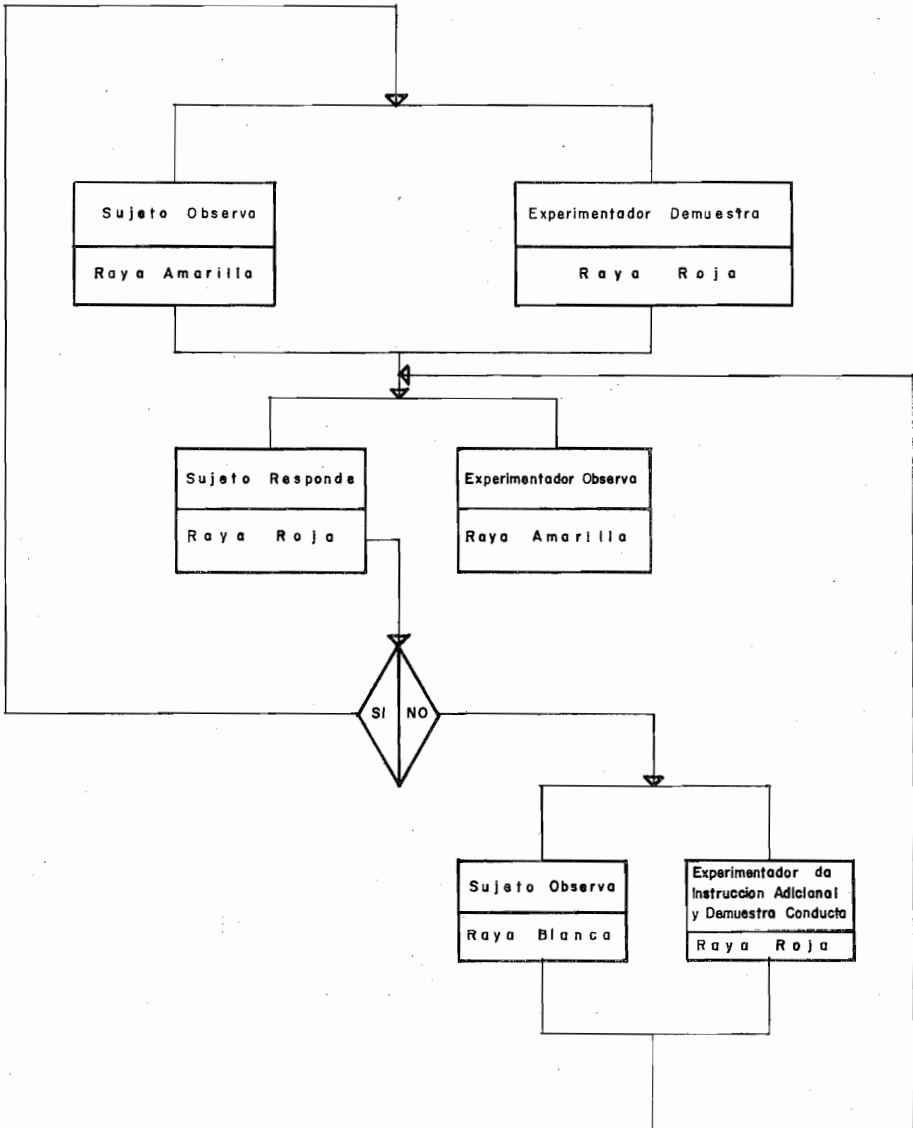 Sujeto Observa
Raya Amarilla
Experimentador Demuestra
Raya Roja
Sujeto Responde
Raya Roja
Experimentador Observa
Raya Amarilla
SI NO
Sujeto Observa
Raya Blanca
Experimentador da
Instruccion Adicional
y Demuestra Conducta
Raya Roja